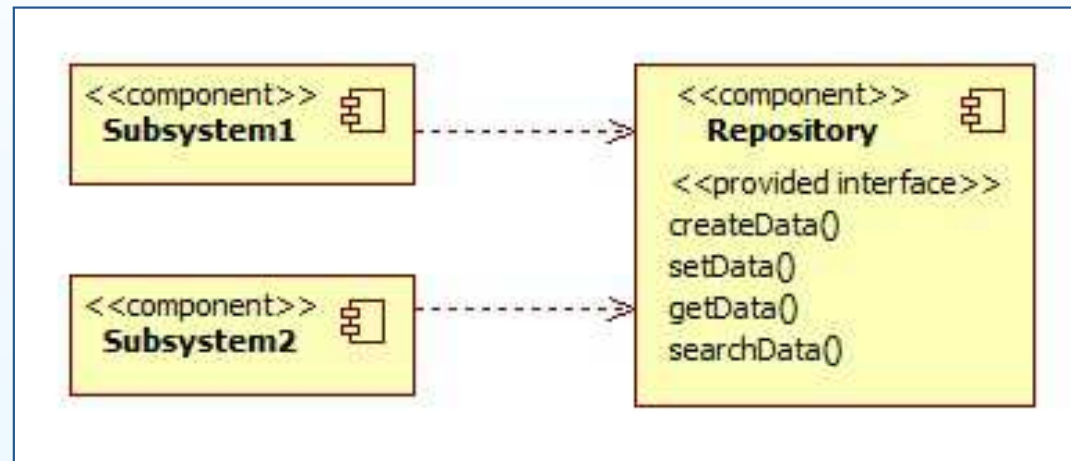 <<component>>
Subsystem1
<<component>>
Subsystem2
<<component>>
Repository
<<provided interface>>
createData()
setData()
getData()
searchData()